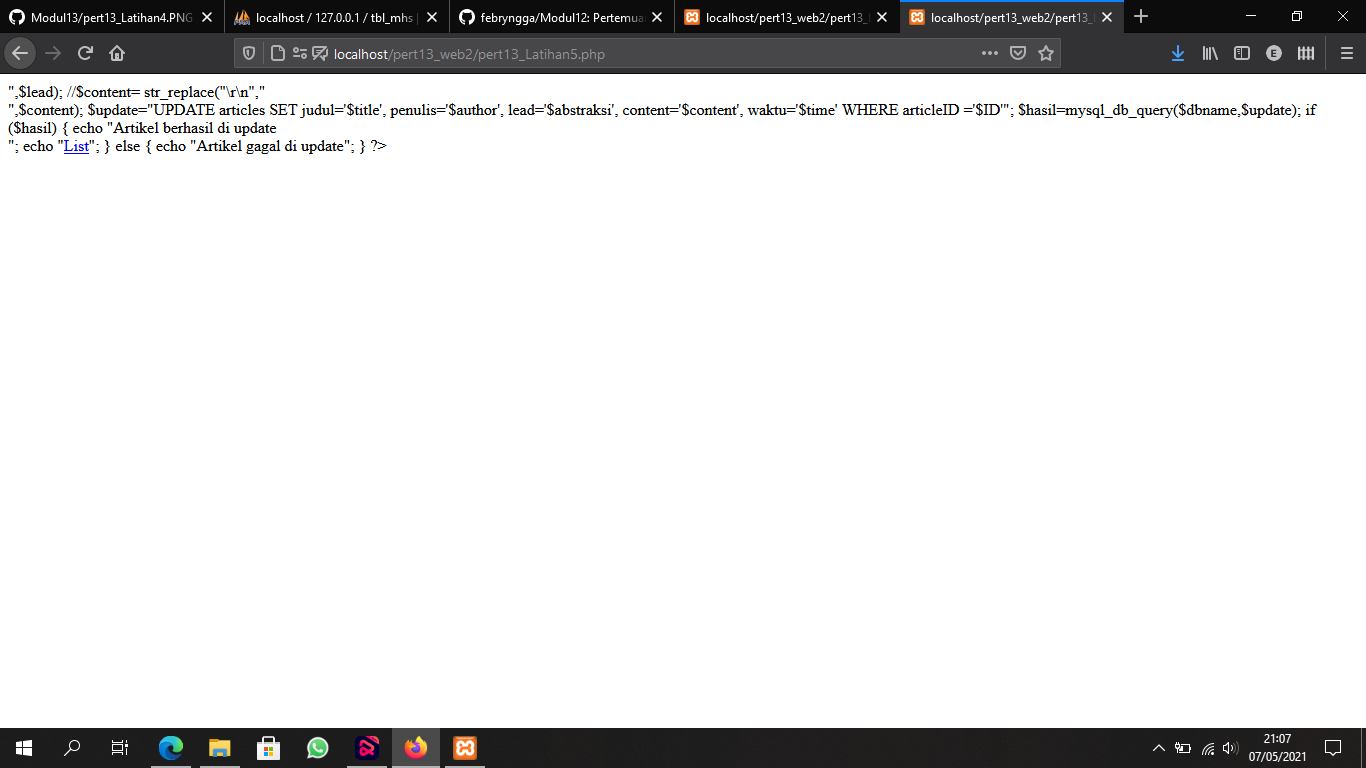 Modul13/pert13_Latihan4.PNG
localhost / 127.0.0.1 / tbl_mhs |
febryngga/Modul12: Pertemua
localhost/pert13_web2/pert13_
localhost/pert13_web2/pert13_
localhost/pert13_web2/pert13_Latihan5.php
",$lead); //$content= str_replace("\r\n","
",$content); $update="UPDATE articles SET judul='$title', penulis='$author', lead='$abstraksi', content='$content', waktu='$time' WHERE articleID ='$ID'"; $hasil=mysql_db_query($dbname,$update); if
($hasil) { echo "Artikel berhasil di update
"; echo "List"; } else { echo "Artikel gagal di update"; } ?>
21:07
07/05/2021